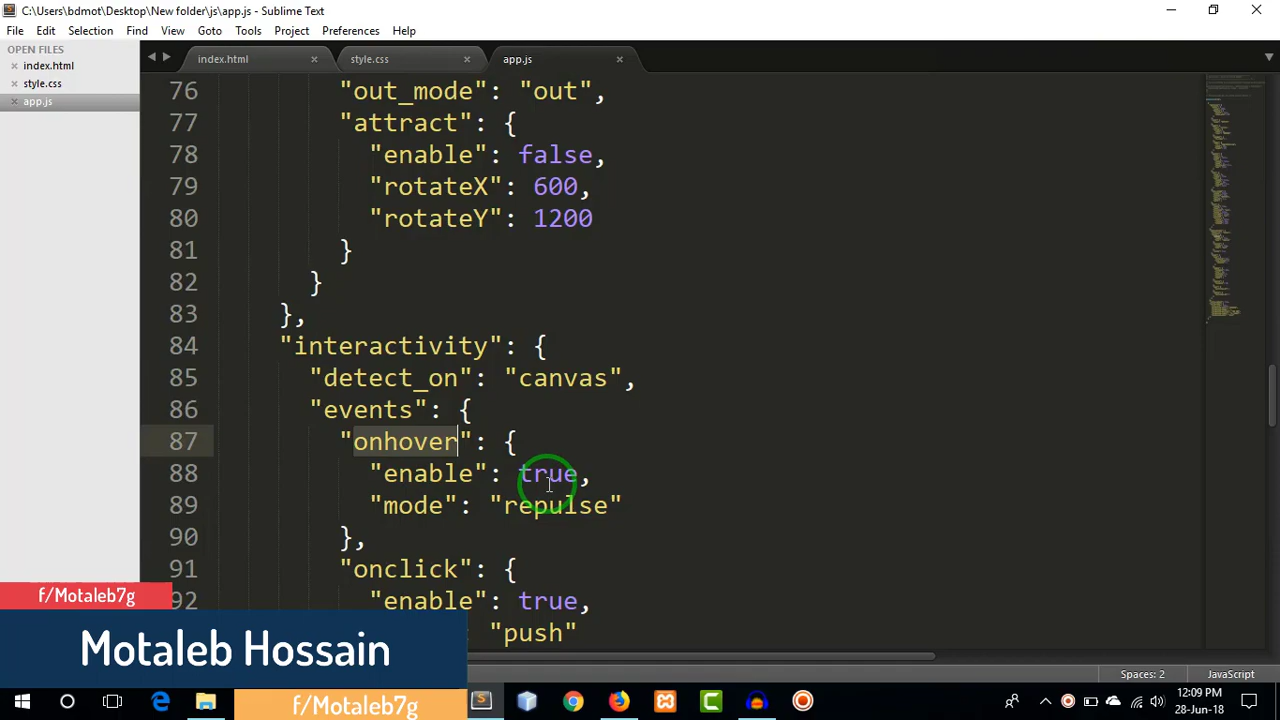 C:\Users\bdmot\Desktop\New folder\js\app.js - Sublime Text
File Edit Selection Find View Goto Tools Project Preferences Help
OPEN FILES
index.html
style.css
app.js
index.html style.css app.js
76 "out_mode": "out",
77 "attract": {
78 "enable": false,
79 "rotateX": 600,
80 "rotateY": 1200
81 }
82 }
83 },
84 "interactivity": {
85 "detect_on": "canvas",
86 "events": {
87 "onhover": {
88 "enable": true,
89 "mode": "repulse"
90 },
91 "onclick": {
92 "enable": true,
"push"
f/Motaleb7g
Motaleb Hossain
f/Motaleb7g
Spaces: 2 JavaScript
12:09 PM
28-Jun-18